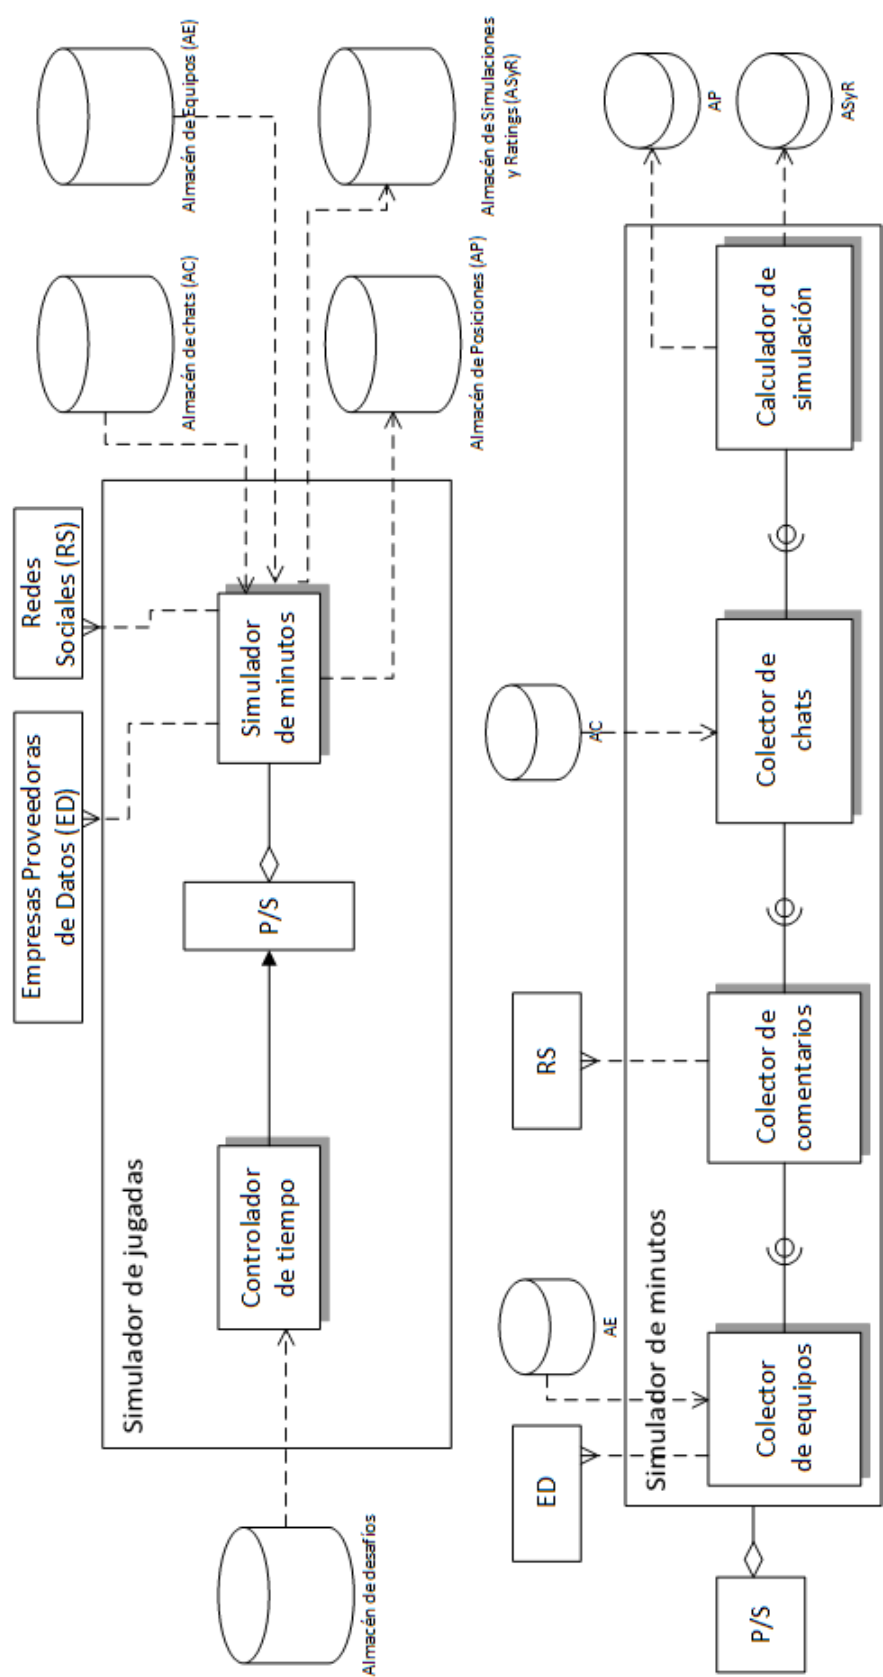 Empresas Proveedoras
de Datos (ED)
Redes
Sociales (RS)
Almacén de chats (AC)
Almacén de Equipos (AE)
Simulador de jugadas
Almacén de desafíos
Controlador
de tiempo
P/S
Simulador
de minutos
Almacén de Posiciones (AP)
Almacén de Simulaciones
y Ratings (ASyR)
ED
AE
RS
AC
AP
ASyR
Simulador de minutos
P/S
Colector
de equipos
Colector de
comentarios
Colector de
chats
Calculador de
simulación